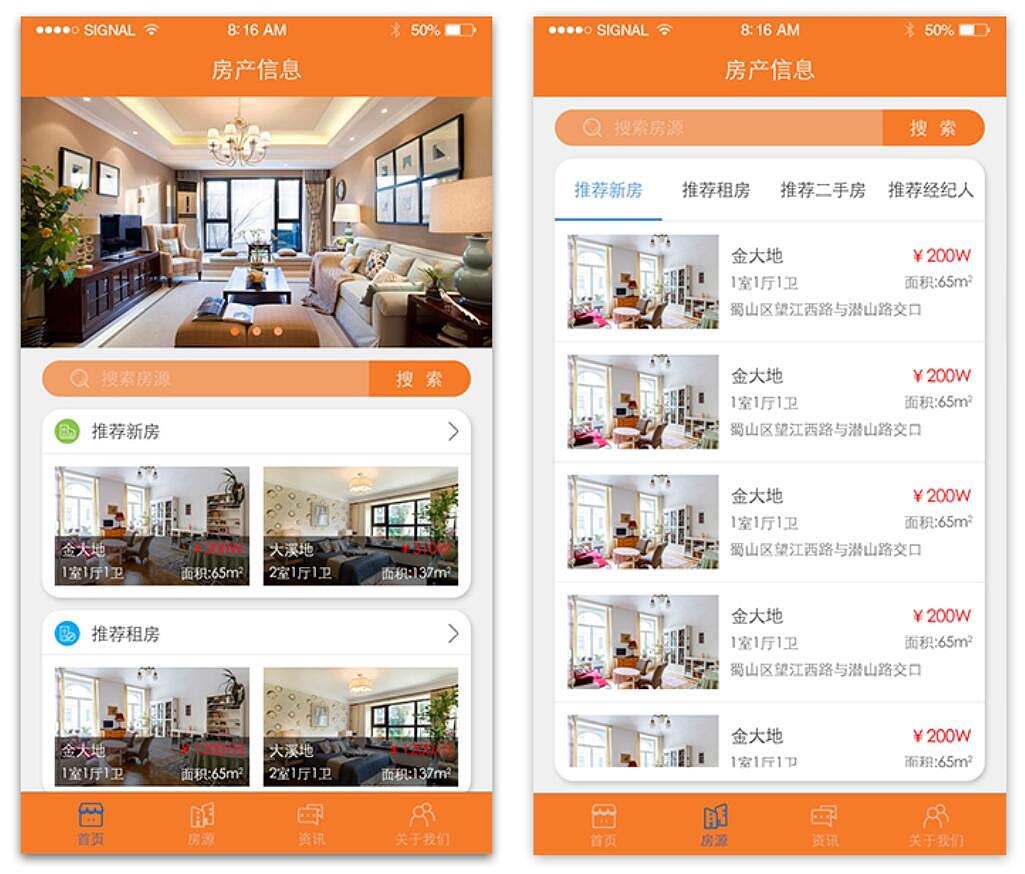 SIGNAL 8:16 AM 50%
房产信息
搜索房源 搜 索
推荐新房
金大地 ¥200W
1室1厅1卫 面积:65m²
大溪地 ¥310W
2室1厅1卫 面积:137m²
推荐租房
金大地 ¥1200/月
1室1厅1卫 面积:65m²
大溪地 ¥1200/月
2室1厅1卫 面积:137m²
首页 房源 资讯 关于我们
SIGNAL 8:16 AM 50%
房产信息
搜索房源 搜 索
推荐新房 推荐租房 推荐二手房 推荐经纪人
金大地 ¥200W
1室1厅1卫 面积:65m²
蜀山区望江西路与潜山路交口
金大地 ¥200W
1室1厅1卫 面积:65m²
蜀山区望江西路与潜山路交口
金大地 ¥200W
1室1厅1卫 面积:65m²
蜀山区望江西路与潜山路交口
金大地 ¥200W
1室1厅1卫 面积:65m²
蜀山区望江西路与潜山路交口
金大地 ¥200W
1室1厅1卫 面积:65m²
首页 房源 资讯 关于我们